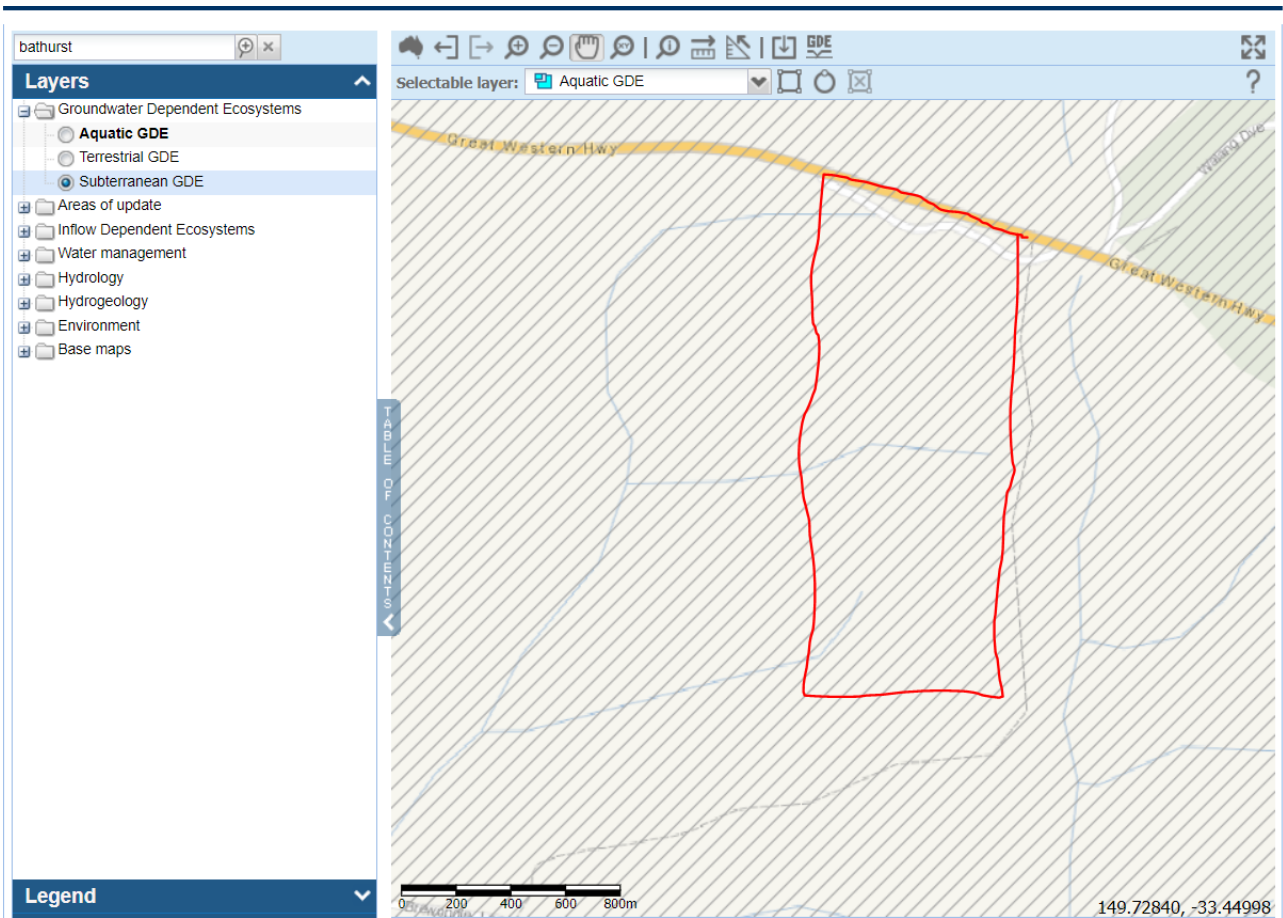 bathurst
Layers
Groundwater Dependent Ecosystems
Aquatic GDE
Terrestrial GDE
Subterranean GDE
Areas of update
Inflow Dependent Ecosystems
Water management
Hydrology
Hydrogeology
Environment
Base maps
Legend
TABLE OF CONTENTS
XY
GDE
Selectable layer: Aquatic GDE
?
Great Western Hwy
Dve
Great Western Hwy
0 200 400 600 800m
149.72840, -33.44998